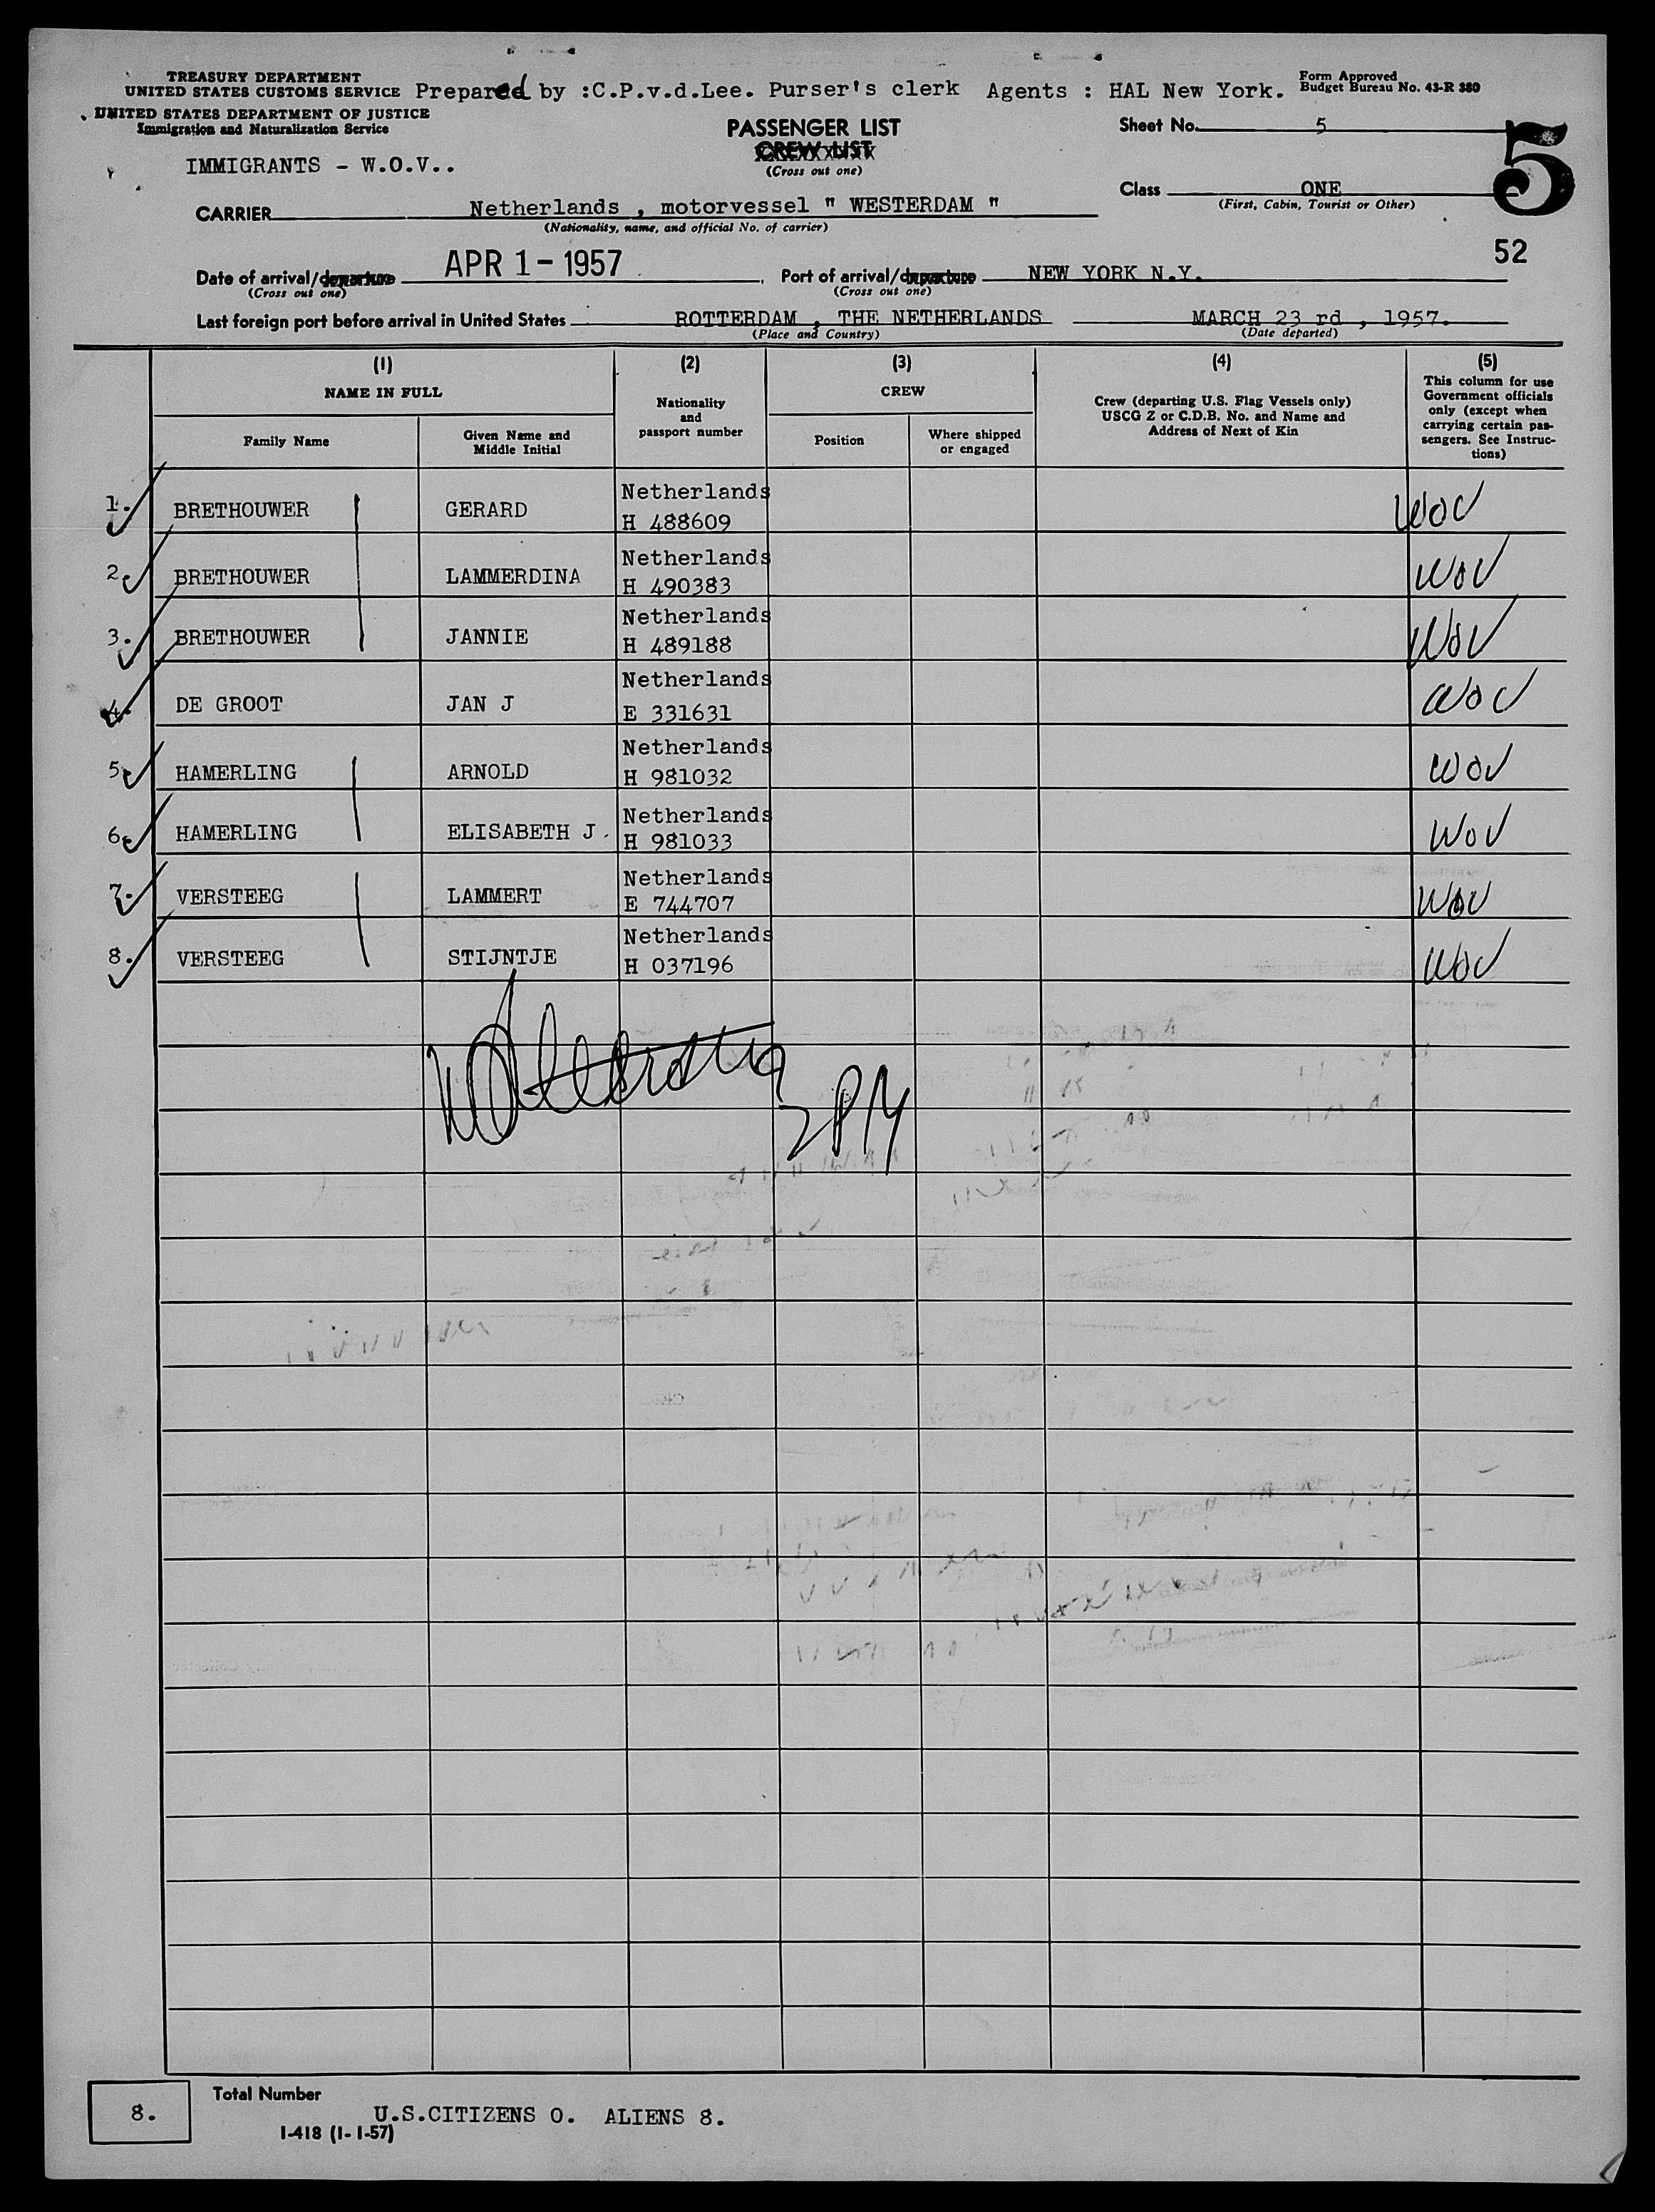 TREASURY DEPARTMENT
UNITED STATES CUSTOMS SERVICE Prepared by :C.P.v.d.Lee. Purser's clerk Agents : HAL New York. Form Approved
Budget Bureau No. 43-R 380
UNITED STATES DEPARTMENT OF JUSTICE
Immigration and Naturalization Service
PASSENGER LIST
CREW LIST
(Cross out one)
Sheet No. 5
5
IMMIGRANTS - W.O.V..
Class ONE
(First, Cabin, Tourist or Other)
CARRIER Netherlands , motorvessel " WESTERDAM "
(Nationality, name, and official No. of carrier)
52
Date of arrival/departure APR 1 - 1957 , Port of arrival/departure NEW YORK N.Y.
(Cross out one) (Cross out one)
Last foreign port before arrival in United States ROTTERDAM , THE NETHERLANDS MARCH 23 rd , 1957.
(Place and Country) (Date departed)
(1)
NAME IN FULL
Family Name
Given Name and
Middle Initial
(2)
Nationality
and
passport number
(3)
CREW
Position
Where shipped
or engaged
(4)
Crew (departing U.S. Flag Vessels only)
USCG Z or C.D.B. No. and Name and
Address of Next of Kin
(5)
This column for use
Government officials
only (except when
carrying certain pas-
sengers. See Instruc-
tions)
1. BRETHOUWER GERARD Netherlands H 488609 WOV
2. BRETHOUWER LAMMERDINA Netherlands H 490383 WOV
3. BRETHOUWER JANNIE Netherlands H 489188 WOV
4. DE GROOT JAN J Netherlands E 331631 WOV
5. HAMERLING ARNOLD Netherlands H 981032 WOV
6. HAMERLING ELISABETH J. Netherlands H 981033 WOV
7. VERSTEEG LAMMERT Netherlands E 744707 WOV
8. VERSTEEG STIJNTJE Netherlands H 037196 WOV
8.
Total Number
U.S.CITIZENS 0. ALIENS 8.
I-418 (1-1-57)